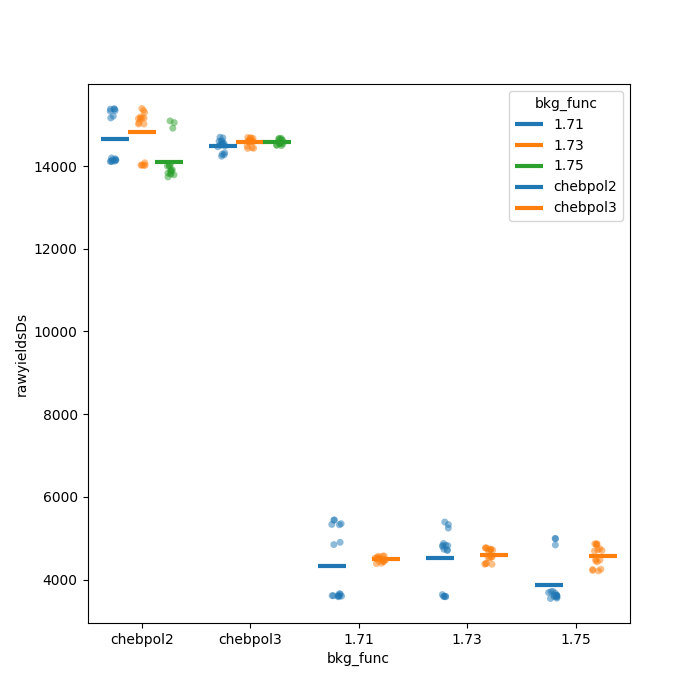 bkg_func
1.71
1.73
1.75
chebpol2
chebpol3
14000
12000
10000
8000
6000
4000
rawyieldsDs
chebpol2 chebpol3 1.71 1.73 1.75
bkg_func